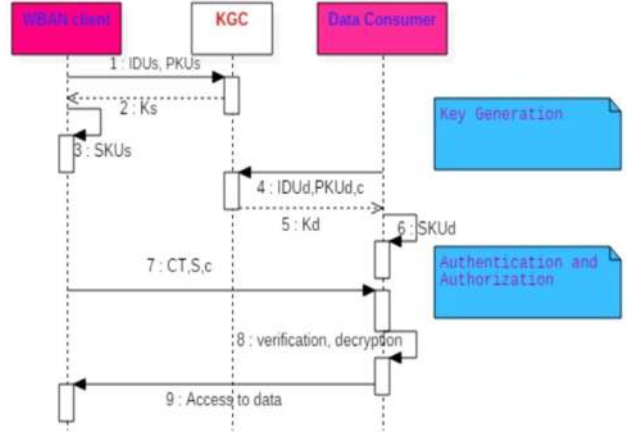 WBAN client
KGC
Data Consumer
1 : IDUs, PKUs
2 : Ks
Key Generation
3 : SKUs
4 : IDUd,PKUd,c
5 : Kd
6 : SKUd
7 : CT,S,c
Authentication and
Authorization
8 : verification, decryption
9 : Access to data